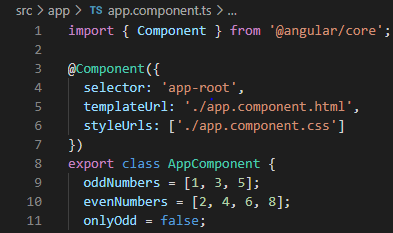 src > app > TS app.component.ts > ...
1 import { Component } from '@angular/core';
2
3 @Component({
4   selector: 'app-root',
5   templateUrl: './app.component.html',
6   styleUrls: ['./app.component.css']
7 })
8 export class AppComponent {
9   oddNumbers = [1, 3, 5];
10   evenNumbers = [2, 4, 6, 8];
11   onlyOdd = false;